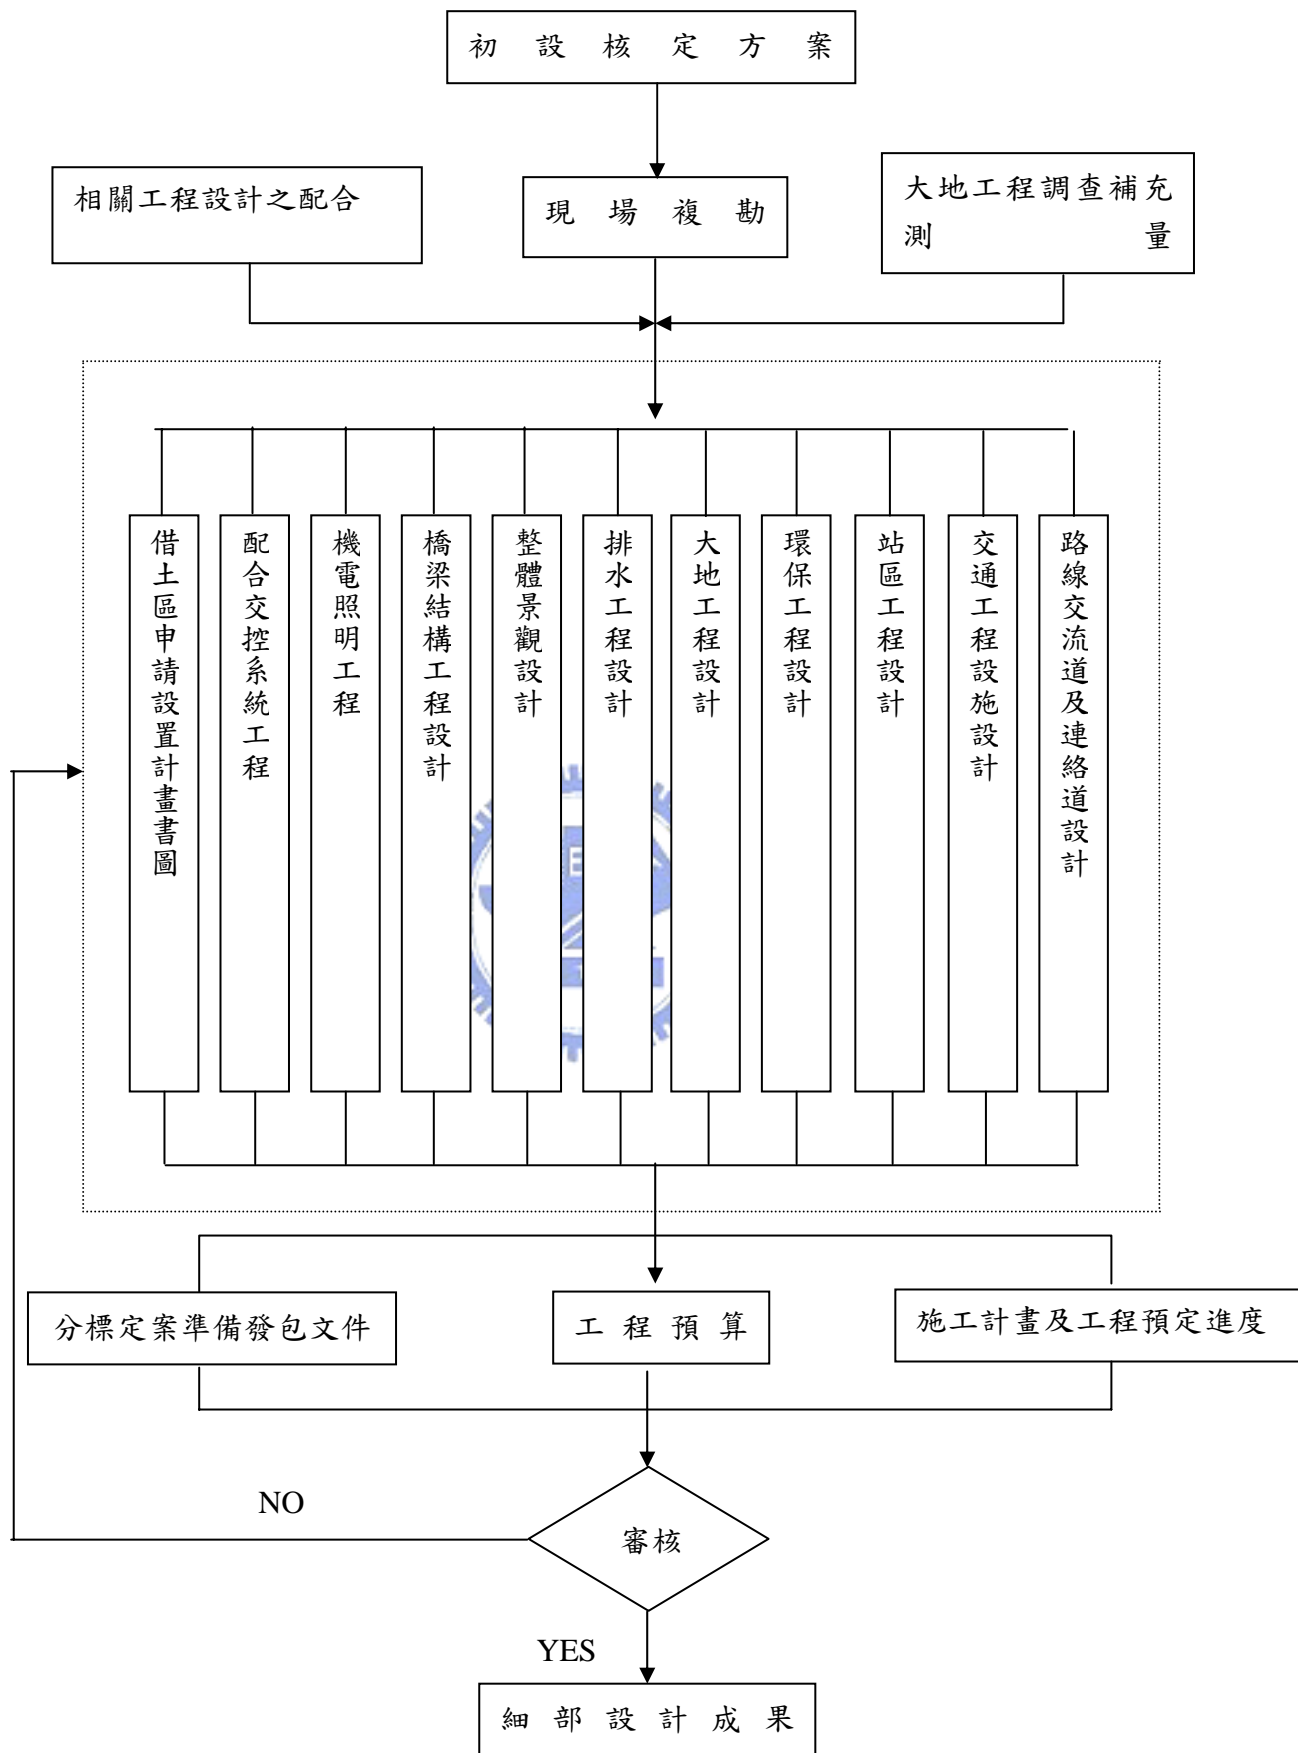 初設核定方案
相關工程設計之配合
現場複勘
大地工程調查補充
測量
借土區申請設置計畫書圖
配合交控系統工程
機電照明工程
橋梁結構工程設計
整體景觀設計
排水工程設計
大地工程設計
環保工程設計
站區工程設計
交通工程設施設計
路線交流道及連絡道設計
分標定案準備發包文件
工程預算
施工計畫及工程預定進度
NO
審核
YES
細部設計成果